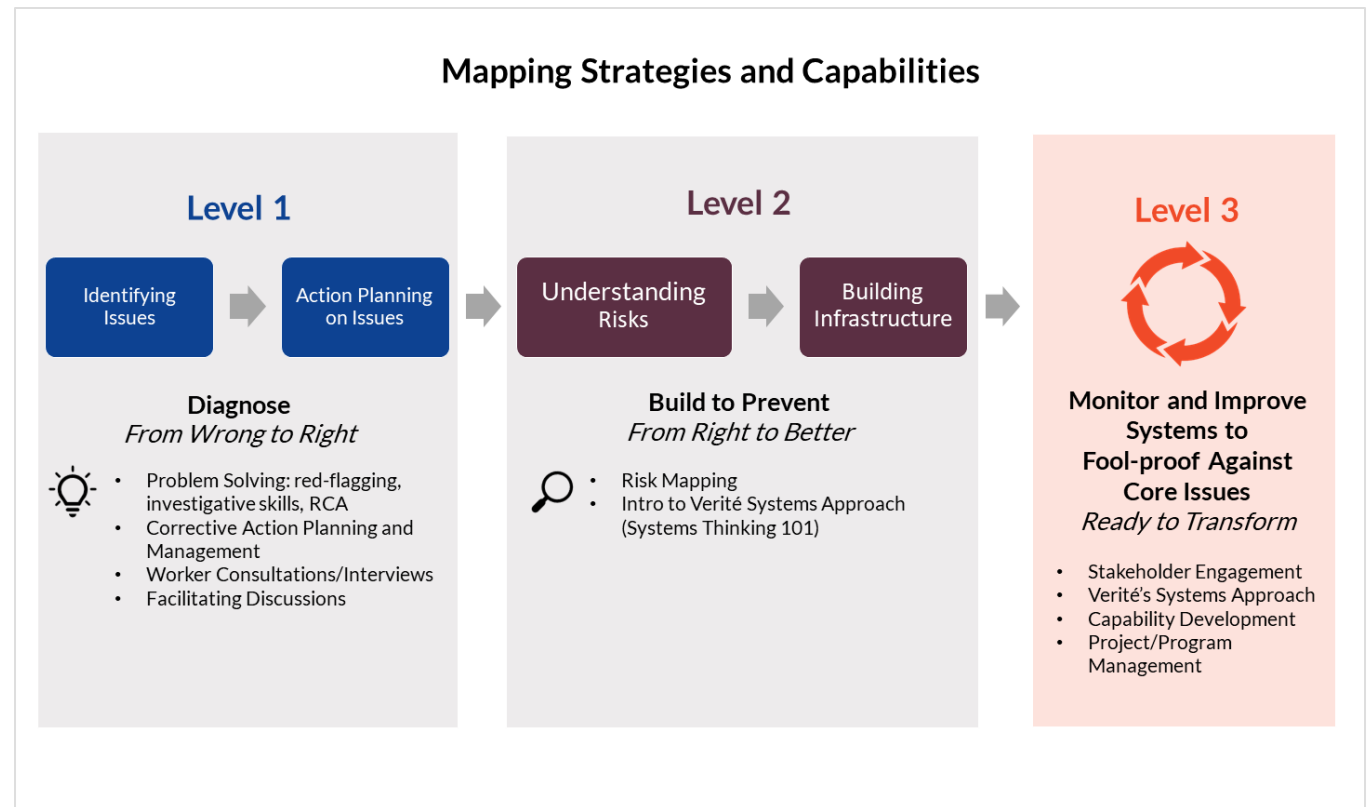 Mapping Strategies and Capabilities
Level 1
Identifying
Issues
Action Planning
on Issues
Diagnose
From Wrong to Right
• Problem Solving: red-flagging,
investigative skills, RCA
• Corrective Action Planning and
Management
• Worker Consultations/Interviews
• Facilitating Discussions
Level 2
Understanding
Risks
Building
Infrastructure
Build to Prevent
From Right to Better
• Risk Mapping
• Intro to Verité Systems Approach
(Systems Thinking 101)
Level 3
Monitor and Improve
Systems to
Fool-proof Against
Core Issues
Ready to Transform
• Stakeholder Engagement
• Verité’s Systems Approach
• Capability Development
• Project/Program
Management